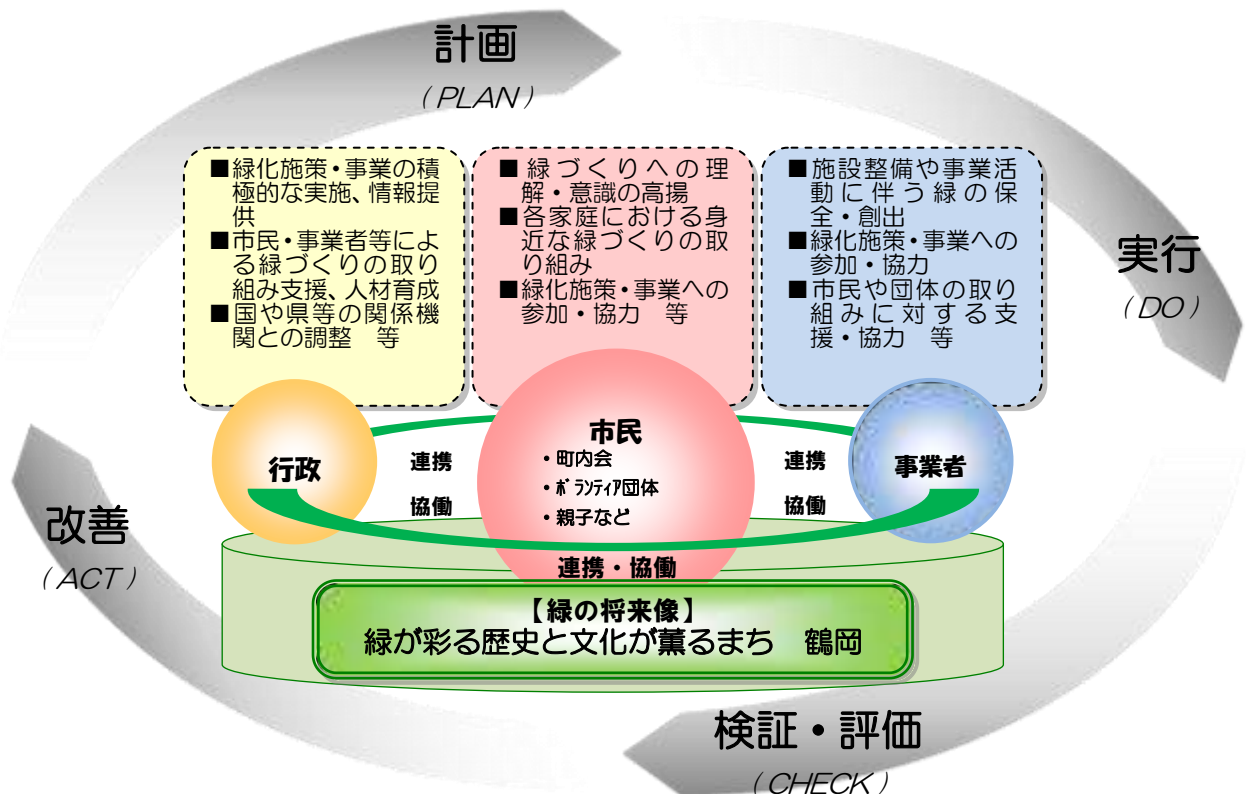 計画
（PLAN）
■緑化施策・事業の積
極的な実施、情報提
供
■市民・事業者等によ
る緑づくりの取り
組み支援、人材育成
■国や県等の関係機
関との調整　等
■緑づくりへの理
解・意識の高揚
■各家庭における身
近な緑づくりの取
り組み
■緑化施策・事業への
参加・協力　等
■施設整備や事業活
動に伴う緑の保
全・創出
■緑化施策・事業への
参加・協力
■市民や団体の取り
組みに対する支
援・協力　等
実行
（DO）
行政
連携
協働
市民
・町内会
・ボランティア団体
・親子など
連携
協働
事業者
連携・協働
改善
（ACT）
【緑の将来像】
緑が彩る歴史と文化が薫るまち　鶴岡
検証・評価
（CHECK）